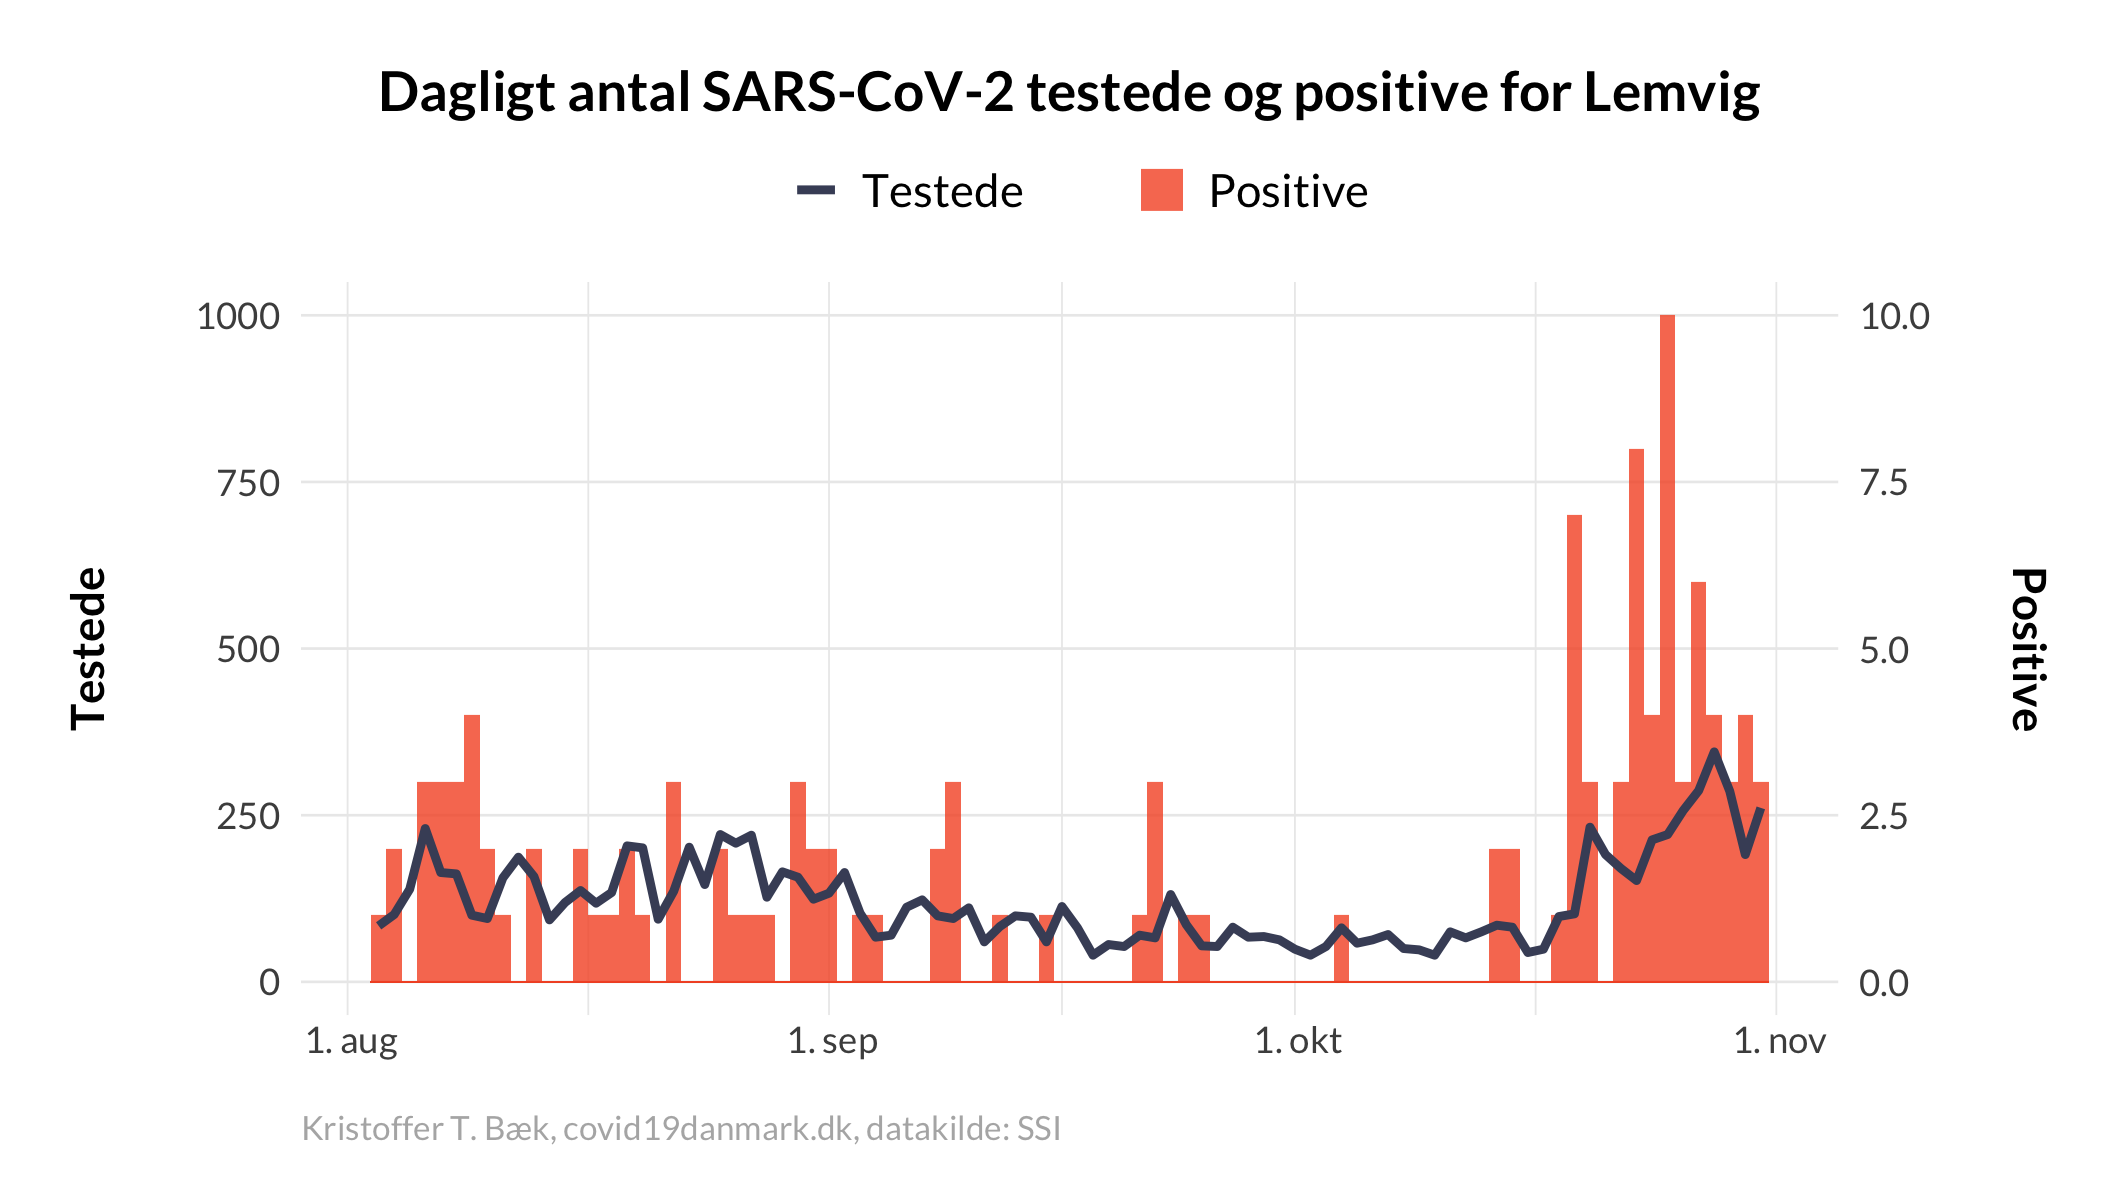 Dagligt antal SARS-CoV-2 testede og positive for Lemvig
Testede Positive
1000 10.0
750 7.5
500 5.0
250 2.5
0 0.0
Testede
Positive
1. aug 1. sep 1. okt 1. nov
Kristoffer T. Bæk, covid19danmark.dk, datakilde: SSI